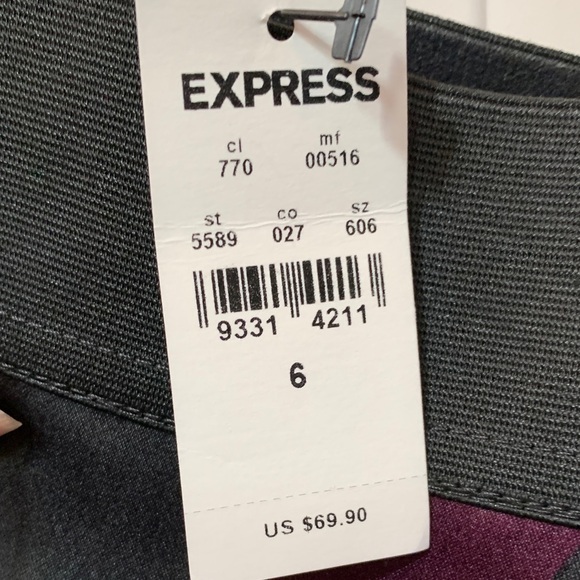 EXPRESS
cl mf
770 00516
st co sz
5589 027 606
9331 4211
6
US $69.90